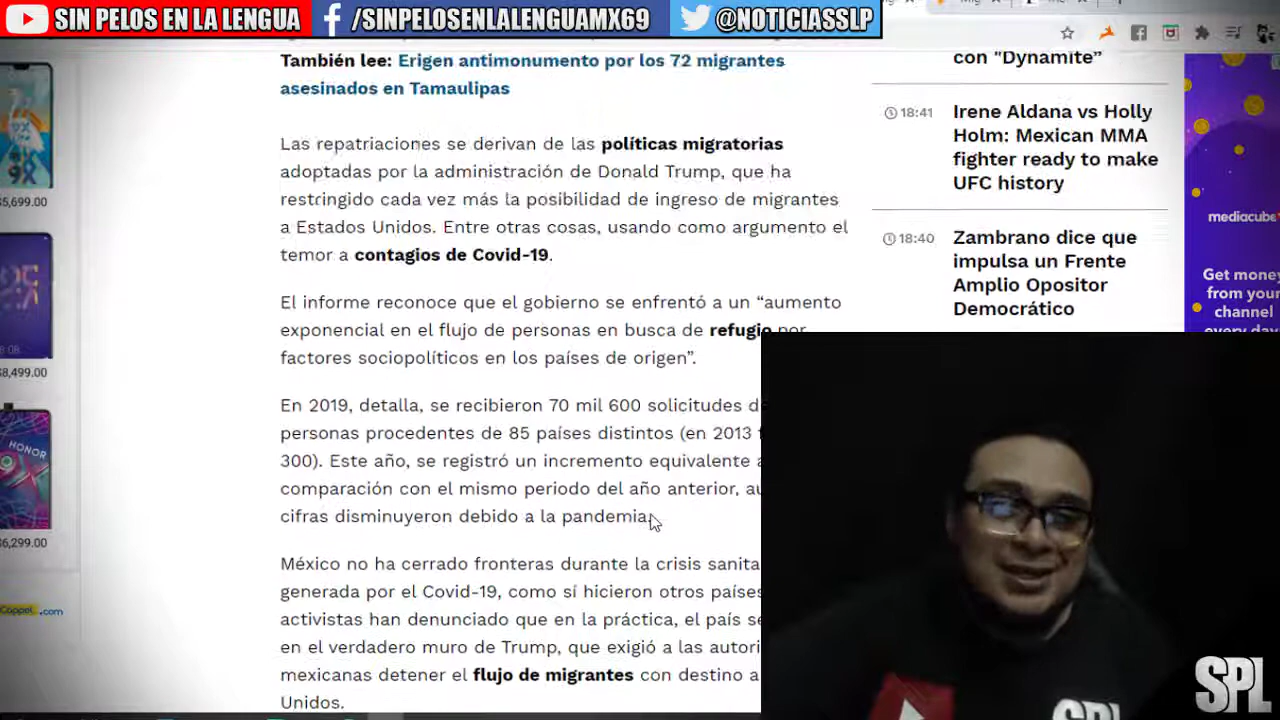 SIN PELOS EN LA LENGUA
/SINPELOSENLALENGUAMX69
@NOTICIASSLP
También lee: Erigen antimonumento por los 72 migrantes
asesinados en Tamaulipas
Las repatriaciones se derivan de las políticas migratorias
adoptadas por la administración de Donald Trump, que ha
restringido cada vez más la posibilidad de ingreso de migrantes
a Estados Unidos. Entre otras cosas, usando como argumento el
temor a contagios de Covid-19.
El informe reconoce que el gobierno se enfrentó a un “aumento
exponencial en el flujo de personas en busca de refugio por
factores sociopolíticos en los países de origen”.
En 2019, detalla, se recibieron 70 mil 600 solicitudes
personas procedentes de 85 países distintos (en 2013
300). Este año, se registró un incremento equivalente
comparación con el mismo periodo del año anterior,
cifras disminuyeron debido a la pandemia.
México no ha cerrado fronteras durante la crisis
generada por el Covid-19, como sí hicieron otros países
activistas han denunciado que en la práctica, el país
en el verdadero muro de Trump, que exigió a las
mexicanas detener el flujo de migrantes con destino a
Unidos.
con "Dynamite”
18:41
Irene Aldana vs Holly
Holm: Mexican MMA
fighter ready to make
UFC history
18:40
Zambrano dice que
impulsa un Frente
Amplio Opositor
Democrático
mediacube
Get money
from your
channel
every day
$5,699.00
$8,499.00
HONOR
$6,299.00
Coppel.com
SPL
SPL